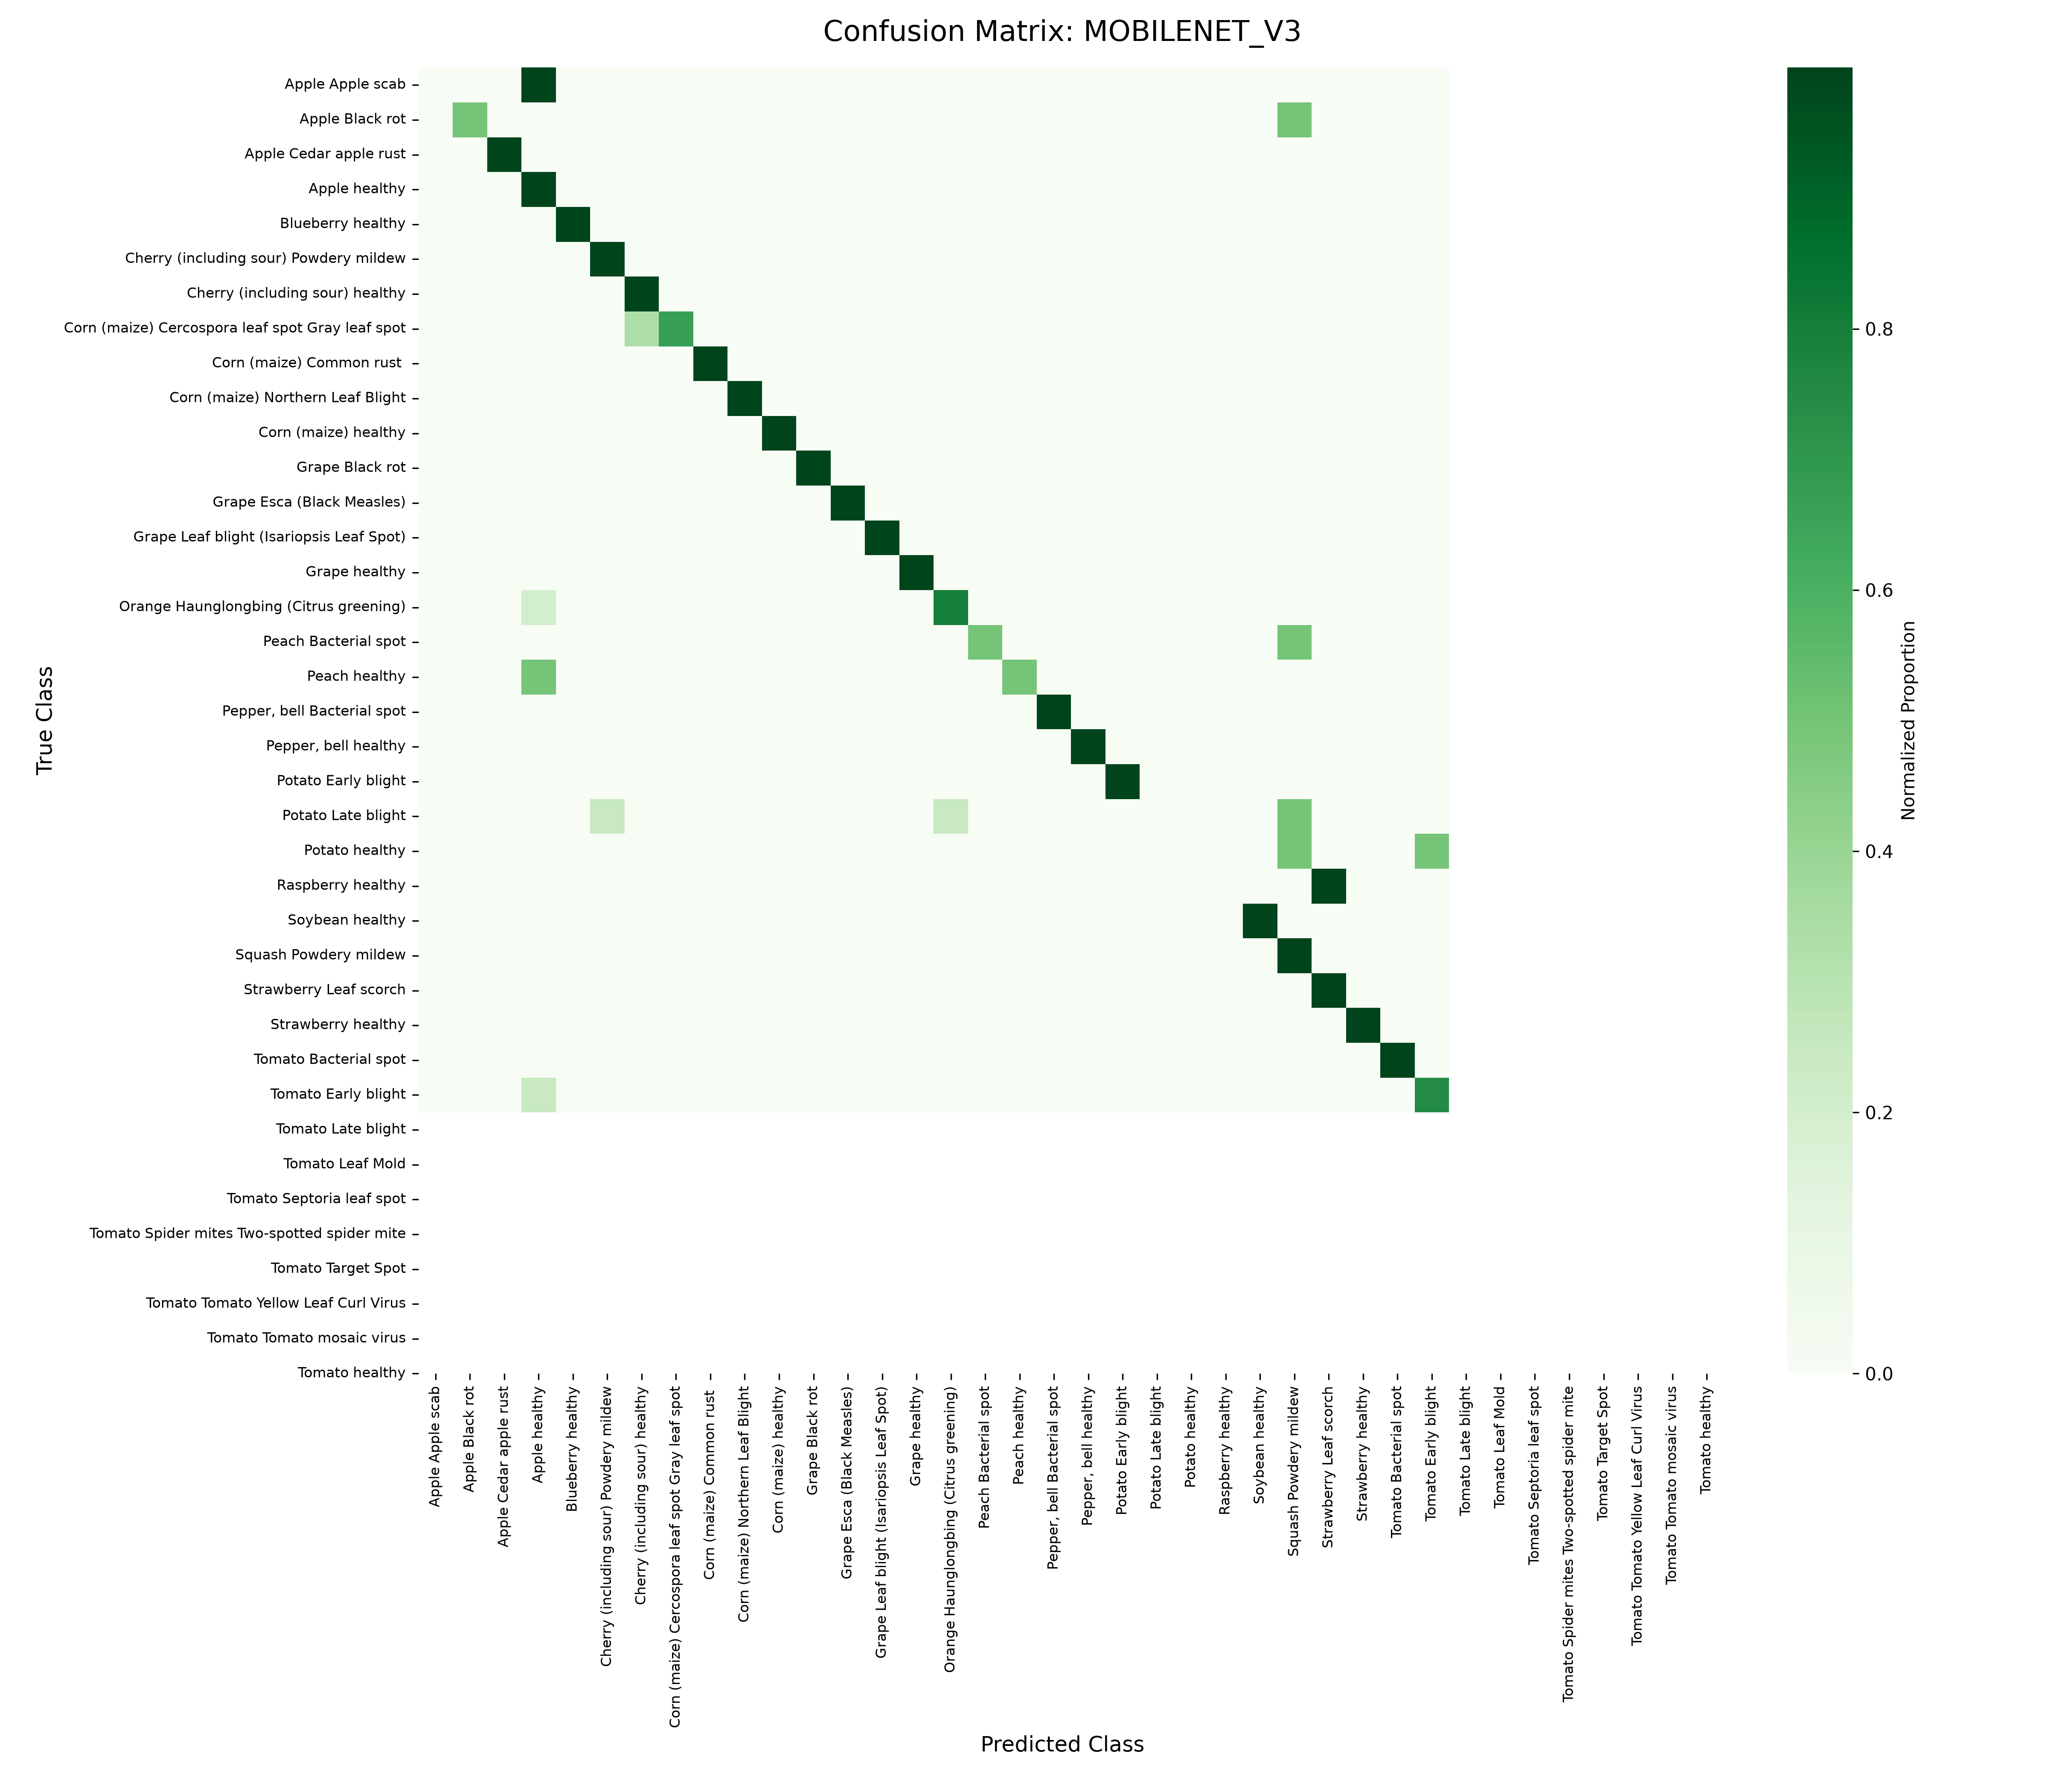 Confusion Matrix: MOBILENET_V3
True Class
Apple Apple scab
Apple Black rot
Apple Cedar apple rust
Apple healthy
Blueberry healthy
Cherry (including sour) Powdery mildew
Cherry (including sour) healthy
Corn (maize) Cercospora leaf spot Gray leaf spot
Corn (maize) Common rust
Corn (maize) Northern Leaf Blight
Corn (maize) healthy
Grape Black rot
Grape Esca (Black Measles)
Grape Leaf blight (Isariopsis Leaf Spot)
Grape healthy
Orange Haunglongbing (Citrus greening)
Peach Bacterial spot
Peach healthy
Pepper, bell Bacterial spot
Pepper, bell healthy
Potato Early blight
Potato Late blight
Potato healthy
Raspberry healthy
Soybean healthy
Squash Powdery mildew
Strawberry Leaf scorch
Strawberry healthy
Tomato Bacterial spot
Tomato Early blight
Tomato Late blight
Tomato Leaf Mold
Tomato Septoria leaf spot
Tomato Spider mites Two-spotted spider mite
Tomato Target Spot
Tomato Tomato Yellow Leaf Curl Virus
Tomato Tomato mosaic virus
Tomato healthy
Apple Apple scab
Apple Black rot
Apple Cedar apple rust
Apple healthy
Blueberry healthy
Cherry (including sour) Powdery mildew
Cherry (including sour) healthy
Corn (maize) Cercospora leaf spot Gray leaf spot
Corn (maize) Common rust
Corn (maize) Northern Leaf Blight
Corn (maize) healthy
Grape Black rot
Grape Esca (Black Measles)
Grape Leaf blight (Isariopsis Leaf Spot)
Grape healthy
Orange Haunglongbing (Citrus greening)
Peach Bacterial spot
Peach healthy
Pepper, bell Bacterial spot
Pepper, bell healthy
Potato Early blight
Potato Late blight
Potato healthy
Raspberry healthy
Soybean healthy
Squash Powdery mildew
Strawberry Leaf scorch
Strawberry healthy
Tomato Bacterial spot
Tomato Early blight
Tomato Late blight
Tomato Leaf Mold
Tomato Septoria leaf spot
Tomato Spider mites Two-spotted spider mite
Tomato Target Spot
Tomato Tomato Yellow Leaf Curl Virus
Tomato Tomato mosaic virus
Tomato healthy
Predicted Class
0.8
0.6
0.4
0.2
0.0
Normalized Proportion